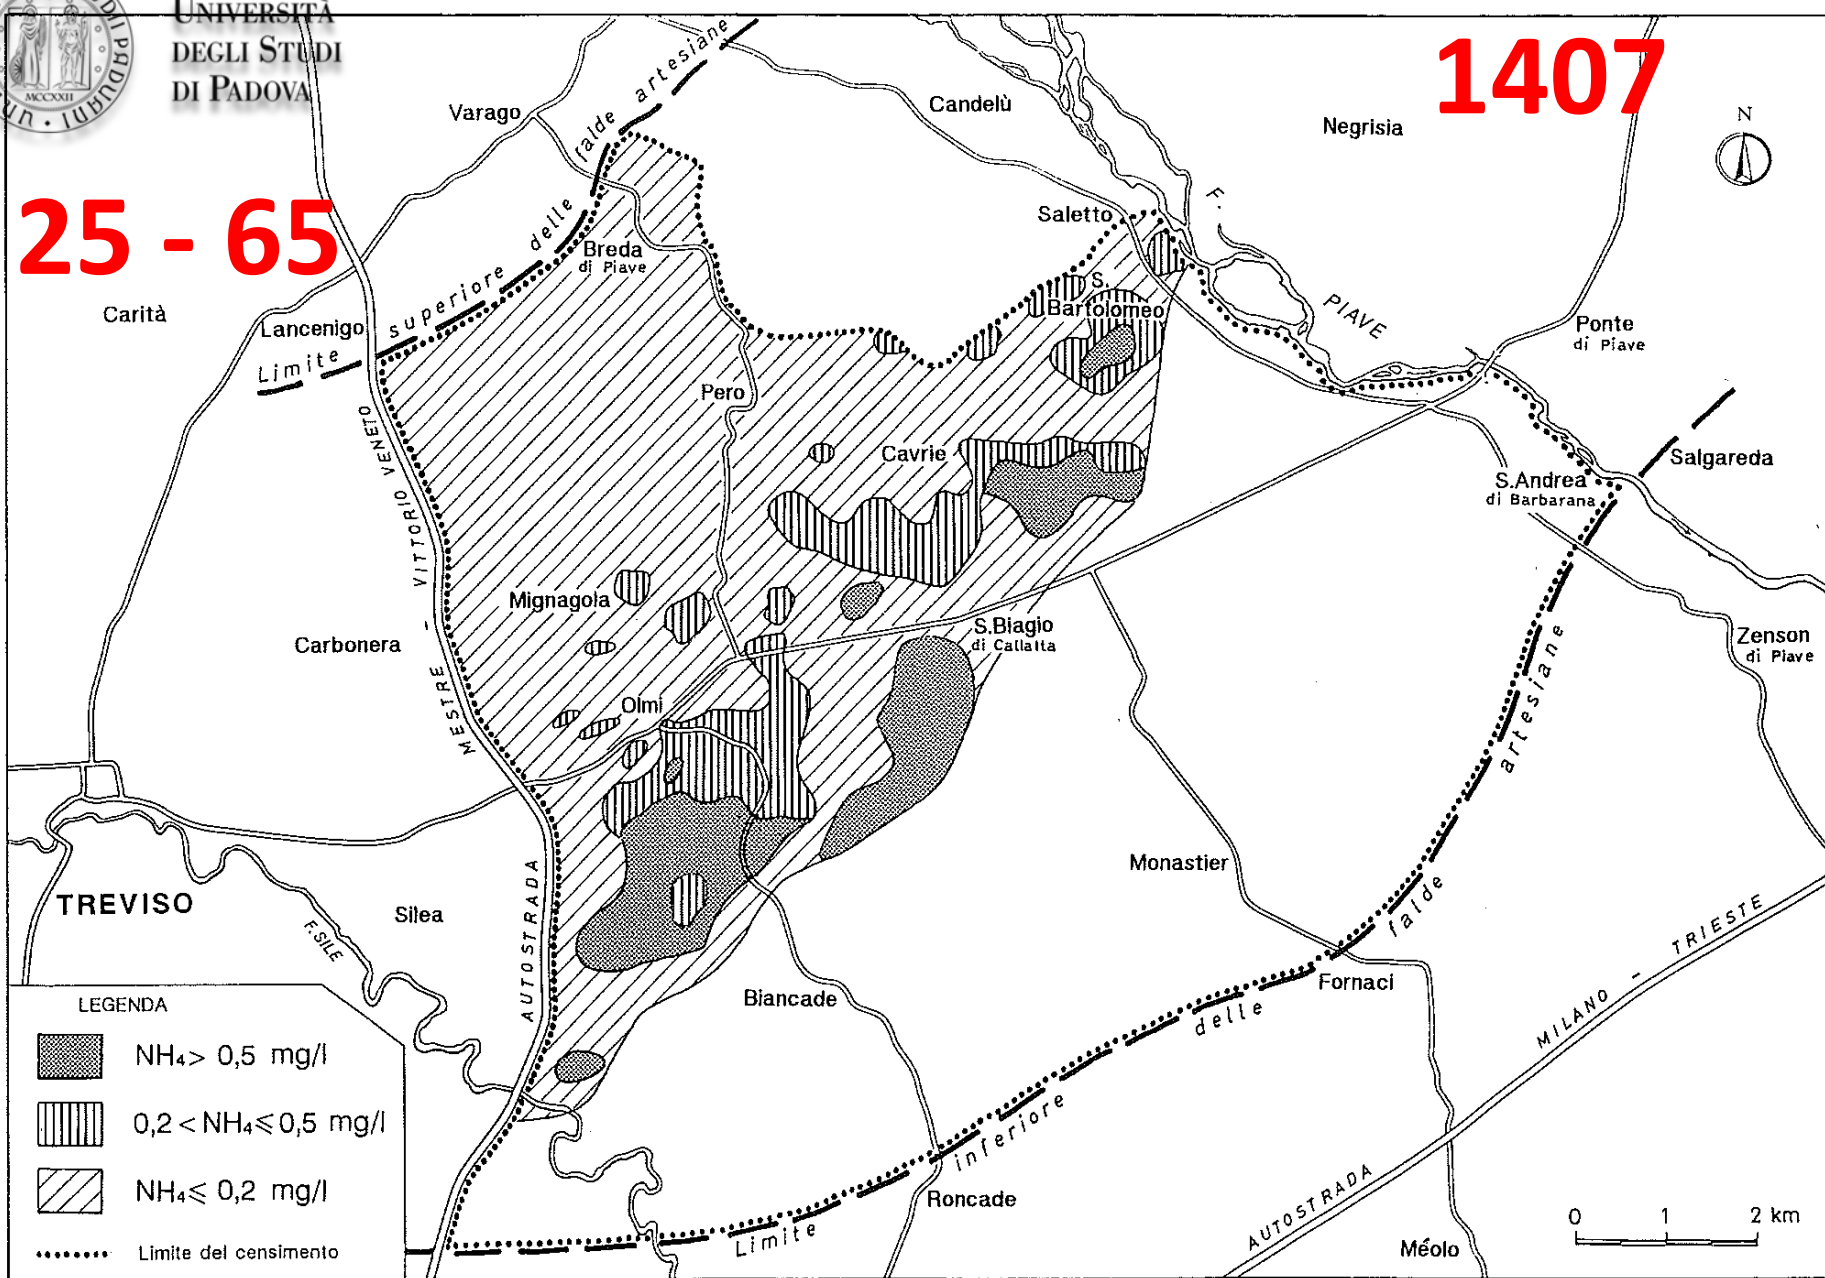 UNIVERSITÀ
DEGLI STUDI
DI PADOVA
MCCXXII
1407
25 - 65
N
Varago
Candelù
Negrisia
Saletto
F. PIAVE
Breda
di Piave
S.
Bartolomeo
Carità
Lancenigo
Limite superiore delle falde artesiane
Ponte
di Piave
Pero
Cavrie
Salgareda
S.Andrea
di Barbarana
Mignagola
Carbonera
S.Biagio
di Callalta
Zenson
di Piave
Olmi
AUTOSTRADA MESTRE - VITTORIO VENETO
Monastier
TREVISO
Silea
F. SILE
Biancade
Fornaci
Limite inferiore delle falde artesiane
AUTOSTRADA MILANO - TRIESTE
Roncade
Méolo
LEGENDA
NH₄> 0,5 mg/l
0,2<NH₄⩽0,5 mg/l
NH₄⩽ 0,2 mg/l
Limite del censimento
0 1 2 km